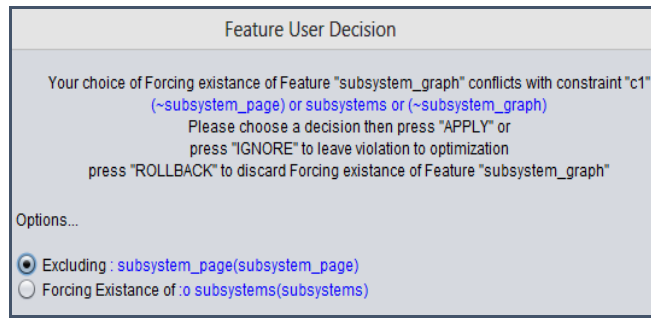 Feature User Decision
Your choice of Forcing existance of Feature "subsystem_graph" conflicts with constraint "c1"
(~subsystem_page) or subsystems or (~subsystem_graph)
Please choose a decision then press "APPLY" or
press "IGNORE" to leave violation to optimization
press "ROLLBACK" to discard Forcing existance of Feature "subsystem_graph"
Options...
Excluding : subsystem_page(subsystem_page)
Forcing Existance of :o subsystems(subsystems)